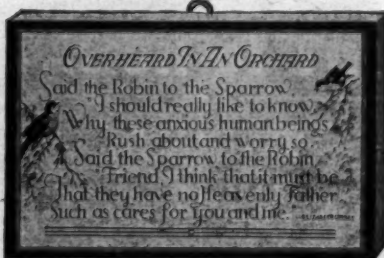 OVERHEARD IN AN ORCHARD
Said the Robin to the Sparrow,
"I should really like to know,
Why these anxious human beings
Rush about and worry so.
Said the Sparrow to the Robin
Friend I think that it must be
That they have no Heavenly Father
Such as cares for You and me.